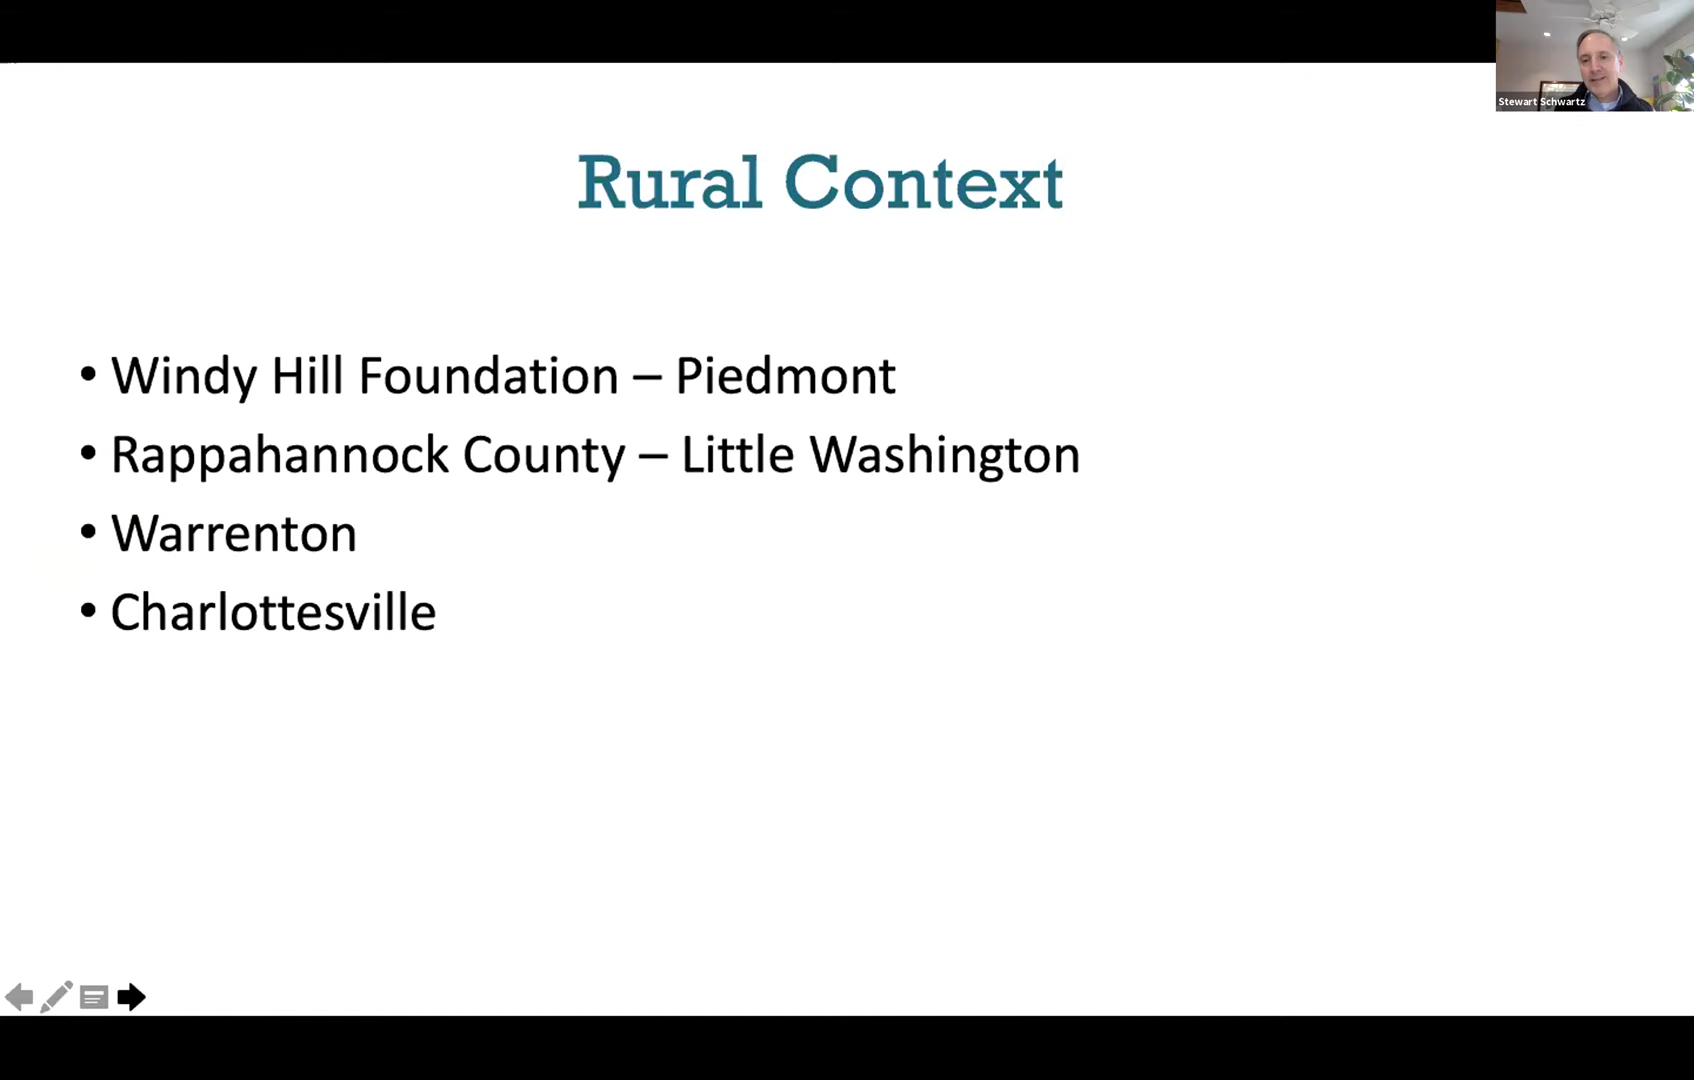 Stewart Schwartz
Rural Context
• Windy Hill Foundation – Piedmont
• Rappahannock County – Little Washington
• Warrenton
• Charlottesville